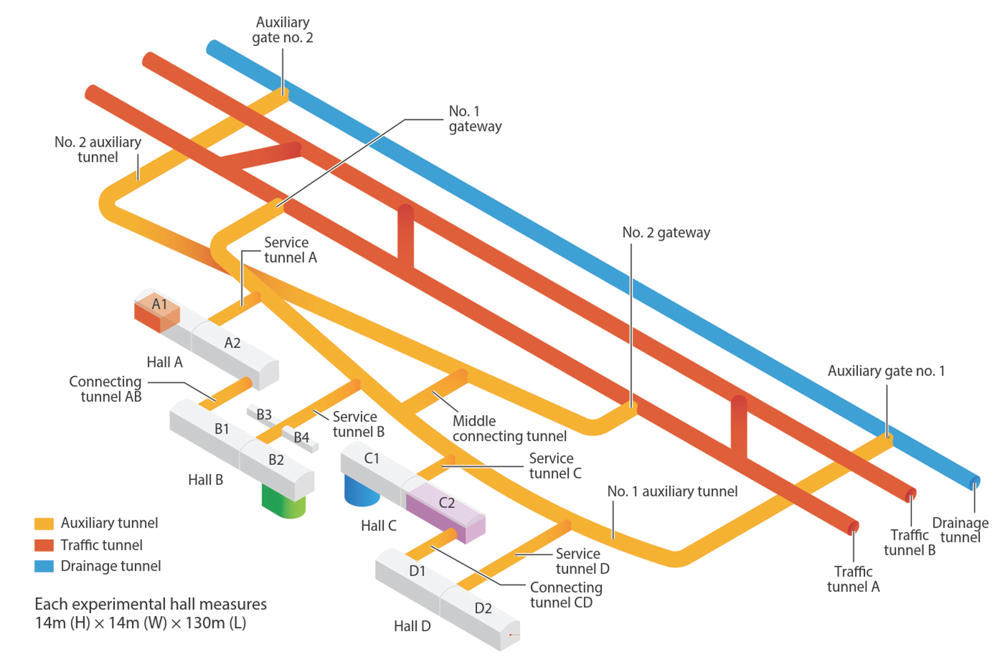 Auxiliary
gate no. 2
No. 1
gateway
No. 2 auxiliary
tunnel
No. 2 gateway
Service
tunnel A
A1
A2
Hall A
Auxiliary gate no. 1
Connecting
tunnel AB
B3
B1
B4
Service
tunnel B
Middle
connecting tunnel
B2
Hall B
C1
Service
tunnel C
No. 1 auxiliary tunnel
C2
Hall C
Auxiliary tunnel
Traffic tunnel
Drainage tunnel
Drainage
tunnel
Traffic
tunnel B
Traffic
tunnel A
Service
tunnel D
D1
Connecting
tunnel CD
D2
Hall D
Each experimental hall measures
14m (H) × 14m (W) × 130m (L)